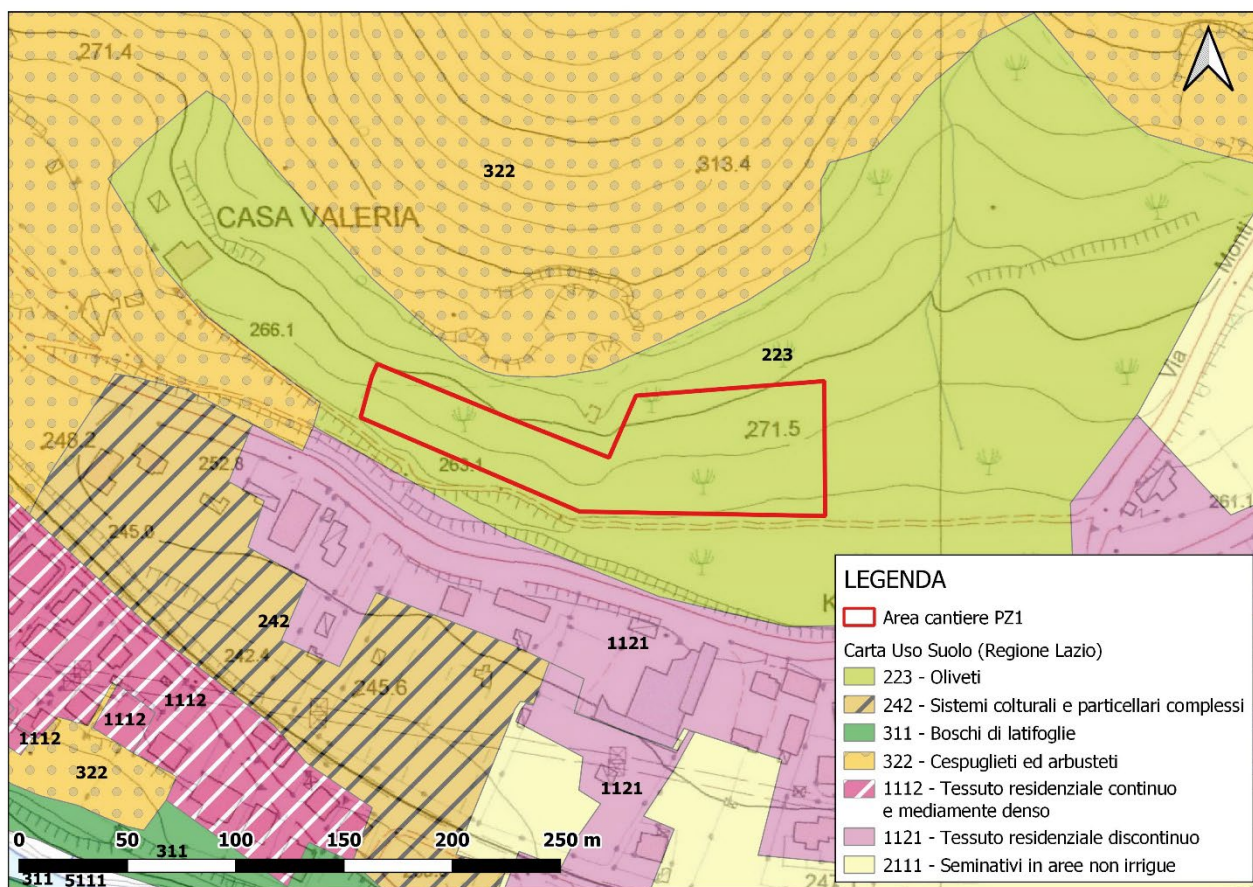 271.4
322
313.4
CASA VALERIA
266.1
223
Via Monti
271.5
263.1
248.2
252.8
261.1
245.0
242
242.4
245.6
1121
K
1112
1112
1112
322
1121
0 50 100 150 200 250 m
311
311 5111
LEGENDA
Area cantiere PZ1
Carta Uso Suolo (Regione Lazio)
223 - Oliveti
242 - Sistemi colturali e particellari complessi
311 - Boschi di latifoglie
322 - Cespuglieti ed arbusteti
1112 - Tessuto residenziale continuo
e mediamente denso
1121 - Tessuto residenziale discontinuo
2111 - Seminativi in aree non irrigue